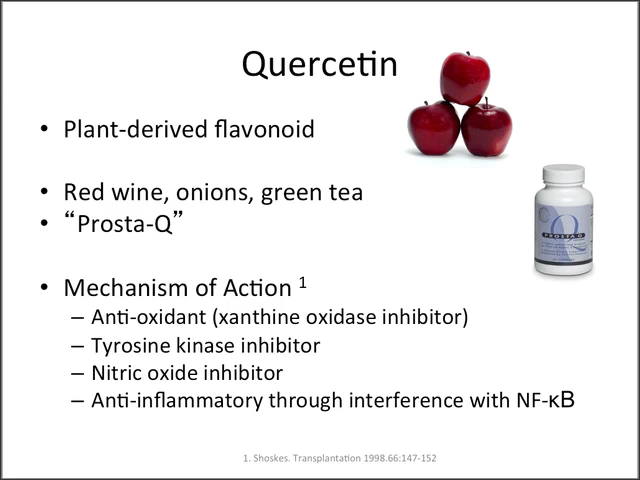 Quercetin
• Plant-derived flavonoid
• Red wine, onions, green tea
• “Prosta-Q”
Q
PROSTA-Q
• Mechanism of Action 1
– Anti-oxidant (xanthine oxidase inhibitor)
– Tyrosine kinase inhibitor
– Nitric oxide inhibitor
– Anti-inflammatory through interference with NF-κB
1. Shoskes. Transplantation 1998.66:147-152